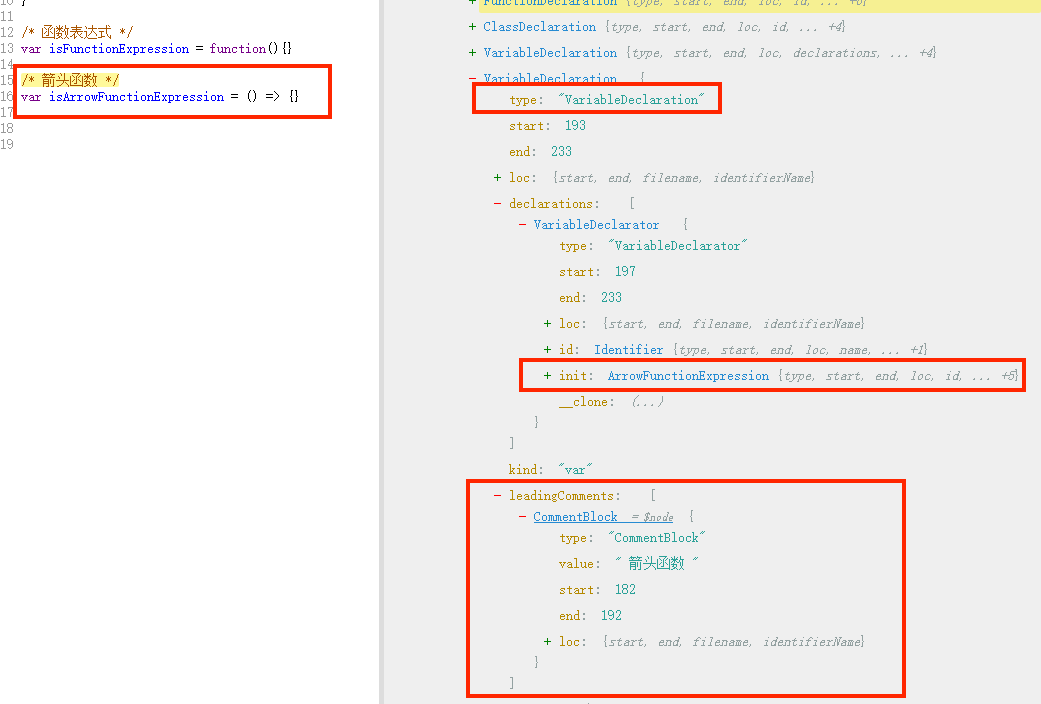 10 }
11
12 /* 函数表达式 */
13 var isFunctionExpression = function(){}
14
15 /* 箭头函数 */
16 var isArrowFunctionExpression = () => {}
17
18
19
+ FunctionDeclaration {type, start, end, loc, id, ... +6}
+ ClassDeclaration {type, start, end, loc, id, ... +4}
+ VariableDeclaration {type, start, end, loc, declarations, ... +4}
- VariableDeclaration {
type: "VariableDeclaration"
start: 193
end: 233
+ loc: {start, end, filename, identifierName}
- declarations: [
- VariableDeclarator {
type: "VariableDeclarator"
start: 197
end: 233
+ loc: {start, end, filename, identifierName}
+ id: Identifier {type, start, end, loc, name, ... +1}
+ init: ArrowFunctionExpression {type, start, end, loc, id, ... +5}
__clone: (...)
}
]
kind: "var"
- leadingComments: [
- CommentBlock = $node {
type: "CommentBlock"
value: " 箭头函数 "
start: 182
end: 192
+ loc: {start, end, filename, identifierName}
}
]